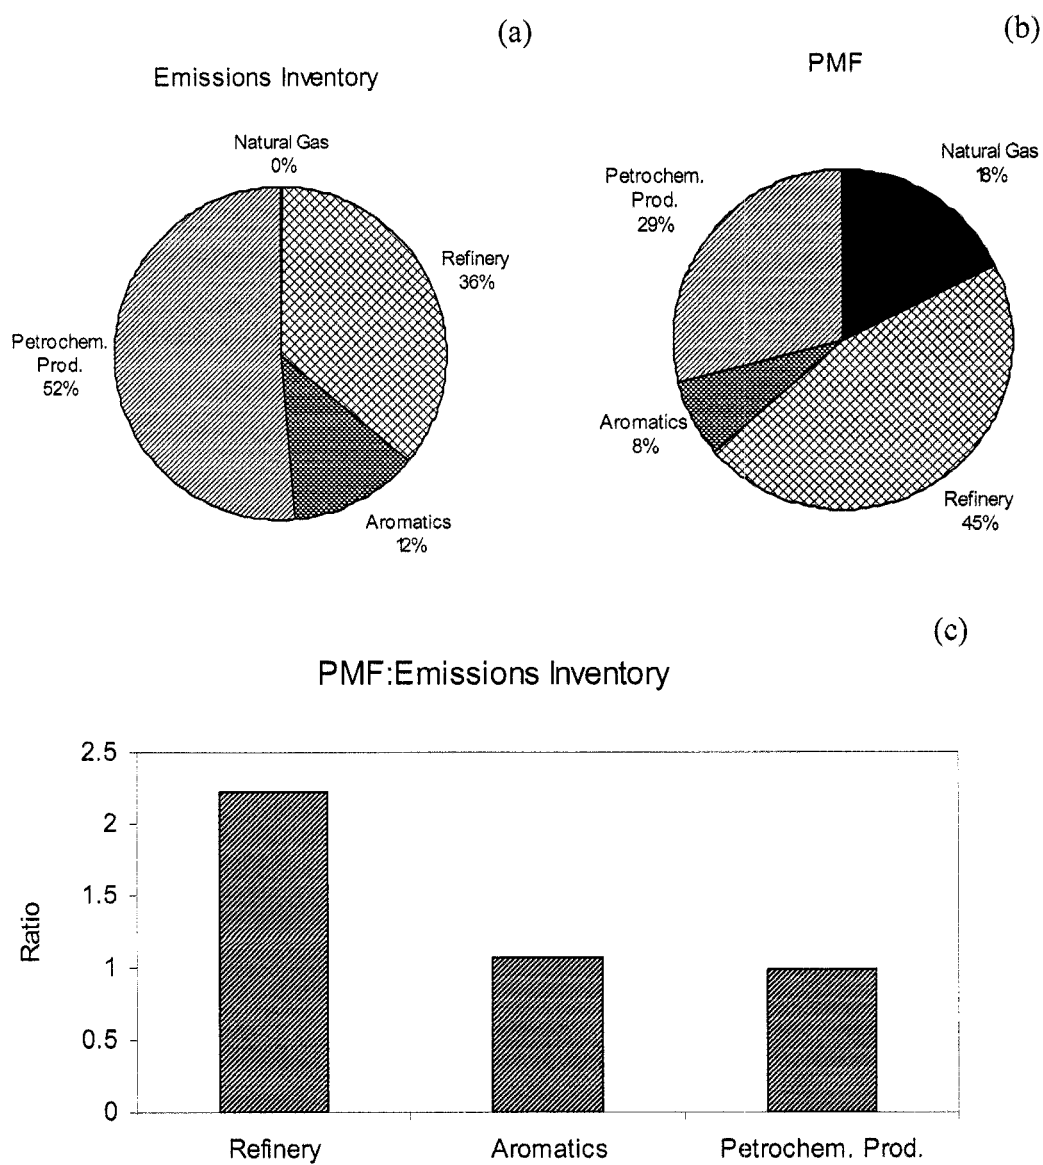 (a)
Emissions Inventory
Natural Gas
0%
Refinery
36%
Petrochem.
Prod.
52%
Aromatics
12%
(b)
PMF
Natural Gas
18%
Petrochem.
Prod.
29%
Aromatics
8%
Refinery
45%
(c)
PMF:Emissions Inventory
2.5
2
1.5
1
0.5
0
Ratio
Refinery
Aromatics
Petrochem. Prod.